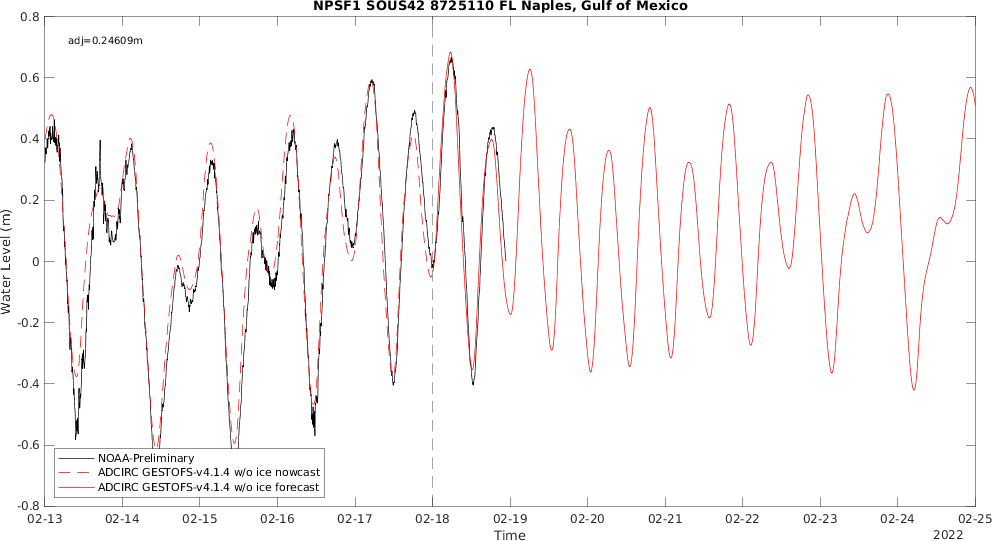 NPSF1 SOUS42 8725110 FL Naples, Gulf of Mexico
adj=0.24609m
0.8
0.6
0.4
0.2
0
-0.2
-0.4
-0.6
-0.8
Water Level (m)
NOAA-Preliminary
ADCIRC GESTOFS-v4.1.4 w/o ice nowcast
ADCIRC GESTOFS-v4.1.4 w/o ice forecast
02-13 02-14 02-15 02-16 02-17 02-18 02-19 02-20 02-21 02-22 02-23 02-24 02-25
Time
2022